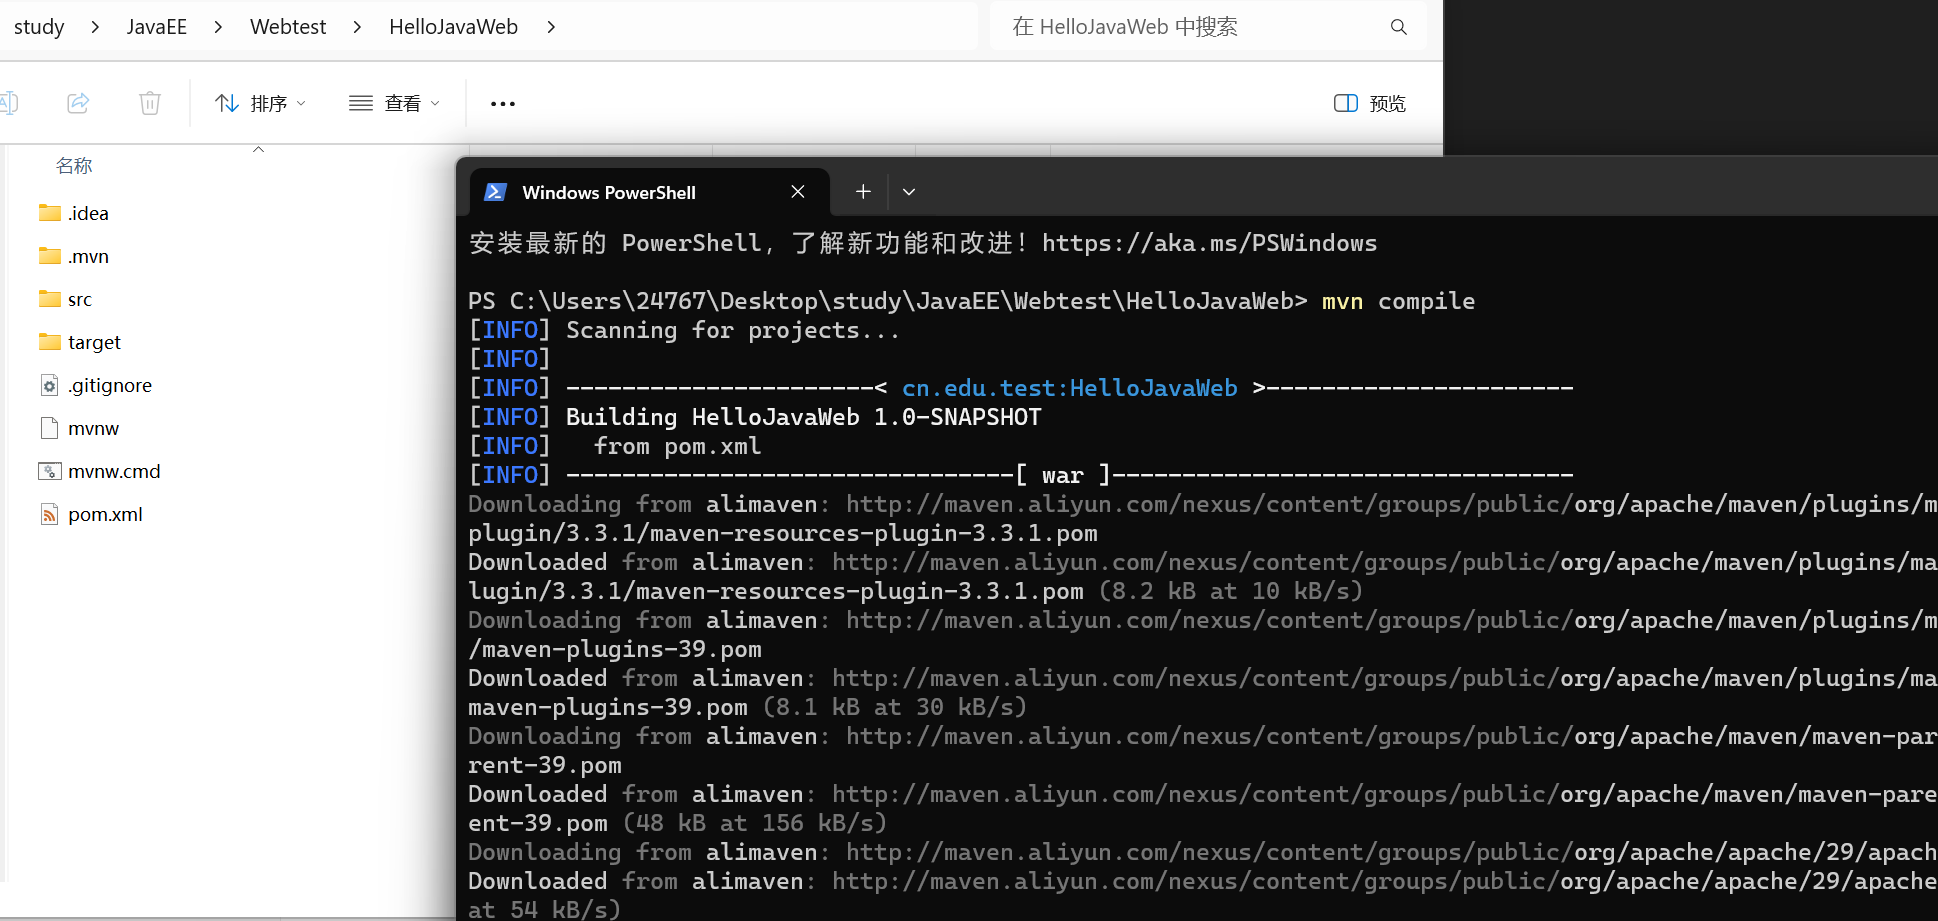 study > JavaEE > Webtest > HelloJavaWeb >
在 HelloJavaWeb 中搜索
排序
查看
预览
名称
.idea
.mvn
src
target
.gitignore
mvnw
mvnw.cmd
pom.xml
Windows PowerShell
安装最新的 PowerShell，了解新功能和改进！https://aka.ms/PSWindows
PS C:\Users\24767\Desktop\study\JavaEE\Webtest\HelloJavaWeb> mvn compile
[INFO] Scanning for projects...
[INFO]
[INFO] ----------------------< cn.edu.test:HelloJavaWeb >----------------------
[INFO] Building HelloJavaWeb 1.0-SNAPSHOT
[INFO]   from pom.xml
[INFO] --------------------------------[ war ]---------------------------------
Downloading from alimaven: http://maven.aliyun.com/nexus/content/groups/public/org/apache/maven/plugins/m
plugin/3.3.1/maven-resources-plugin-3.3.1.pom
Downloaded from alimaven: http://maven.aliyun.com/nexus/content/groups/public/org/apache/maven/plugins/ma
lugin/3.3.1/maven-resources-plugin-3.3.1.pom (8.2 kB at 10 kB/s)
Downloading from alimaven: http://maven.aliyun.com/nexus/content/groups/public/org/apache/maven/plugins/m
/maven-plugins-39.pom
Downloaded from alimaven: http://maven.aliyun.com/nexus/content/groups/public/org/apache/maven/plugins/ma
maven-plugins-39.pom (8.1 kB at 30 kB/s)
Downloading from alimaven: http://maven.aliyun.com/nexus/content/groups/public/org/apache/maven/maven-par
rent-39.pom
Downloaded from alimaven: http://maven.aliyun.com/nexus/content/groups/public/org/apache/maven/maven-pare
ent-39.pom (48 kB at 156 kB/s)
Downloading from alimaven: http://maven.aliyun.com/nexus/content/groups/public/org/apache/apache/29/apach
Downloaded from alimaven: http://maven.aliyun.com/nexus/content/groups/public/org/apache/apache/29/apache
at 54 kB/s)